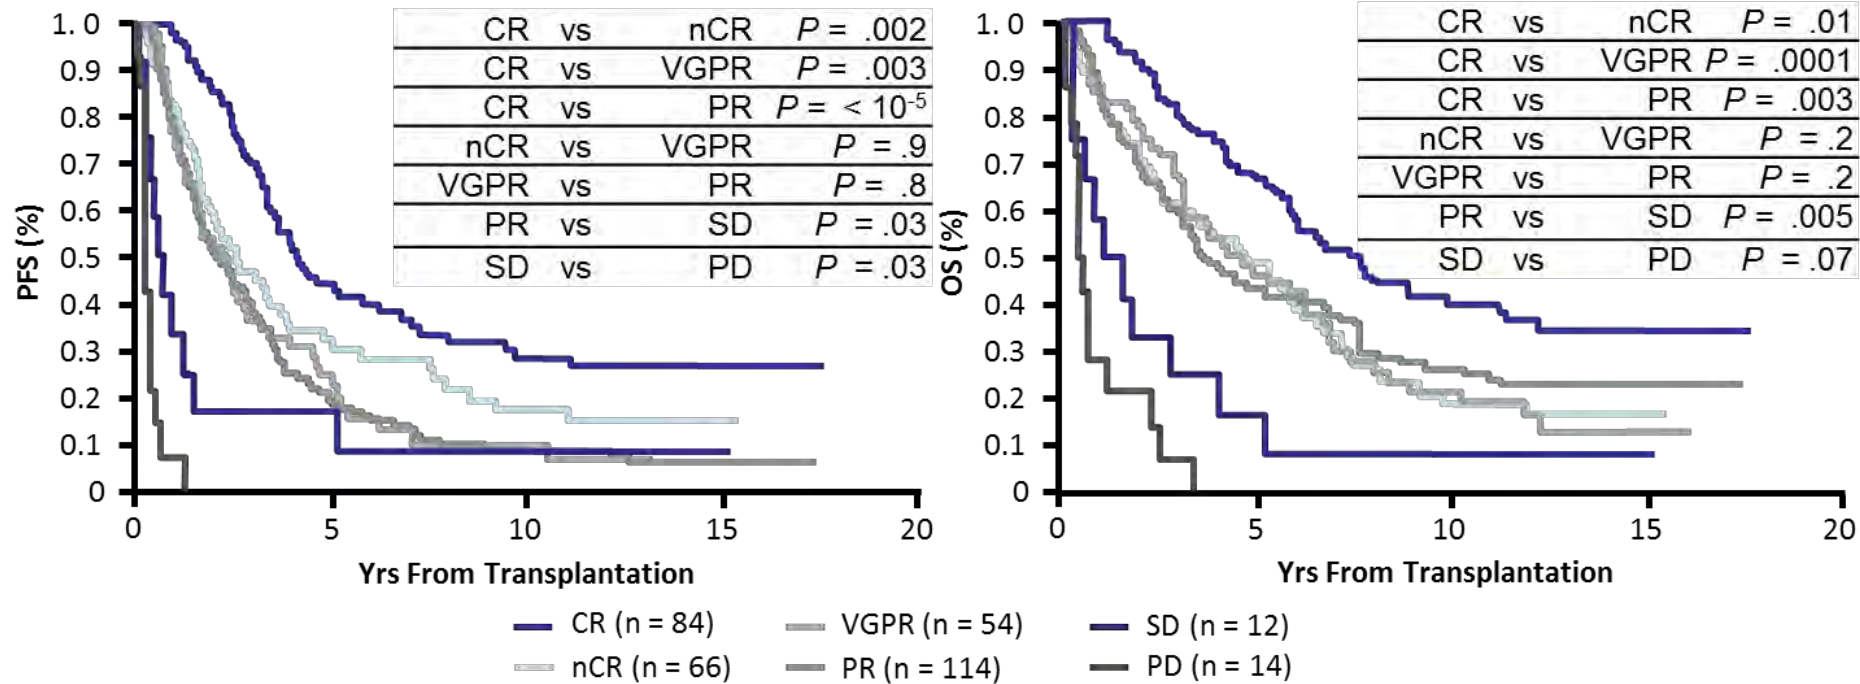 CR vs nCR P = .002
CR vs VGPR P = .003
CR vs PR P = < 10⁻⁵
nCR vs VGPR P = .9
VGPR vs PR P = .8
PR vs SD P = .03
SD vs PD P = .03
PFS (%)
1.0
0.9
0.8
0.7
0.6
0.5
0.4
0.3
0.2
0.1
0
0 5 10 15 20
Yrs From Transplantation
CR vs nCR P = .01
CR vs VGPR P = .0001
CR vs PR P = .003
nCR vs VGPR P = .2
VGPR vs PR P = .2
PR vs SD P = .005
SD vs PD P = .07
OS (%)
1.0
0.9
0.8
0.7
0.6
0.5
0.4
0.3
0.2
0.1
0
0 5 10 15 20
Yrs From Transplantation
CR (n = 84) VGPR (n = 54) SD (n = 12)
nCR (n = 66) PR (n = 114) PD (n = 14)